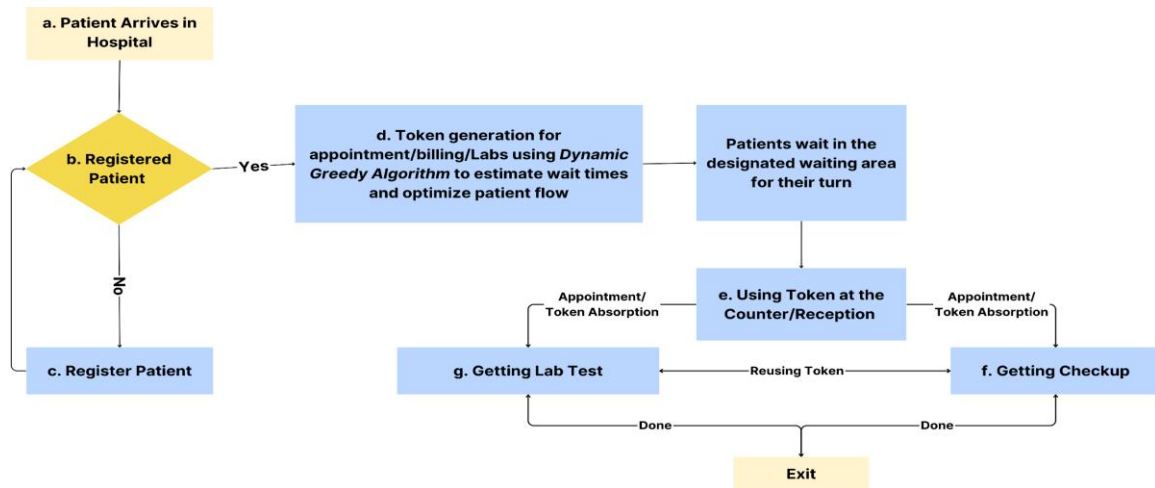 a. Patient Arrives in
Hospital
b. Registered
Patient
Yes
d. Token generation for
appointment/billing/Labs using Dynamic
Greedy Algorithm to estimate wait times
and optimize patient flow
Patients wait in the
designated waiting area
for their turn
No
c. Register Patient
e. Using Token at the
Counter/Reception
Appointment/
Token Absorption
Appointment/
Token Absorption
g. Getting Lab Test
Reusing Token
f. Getting Checkup
Done
Done
Exit